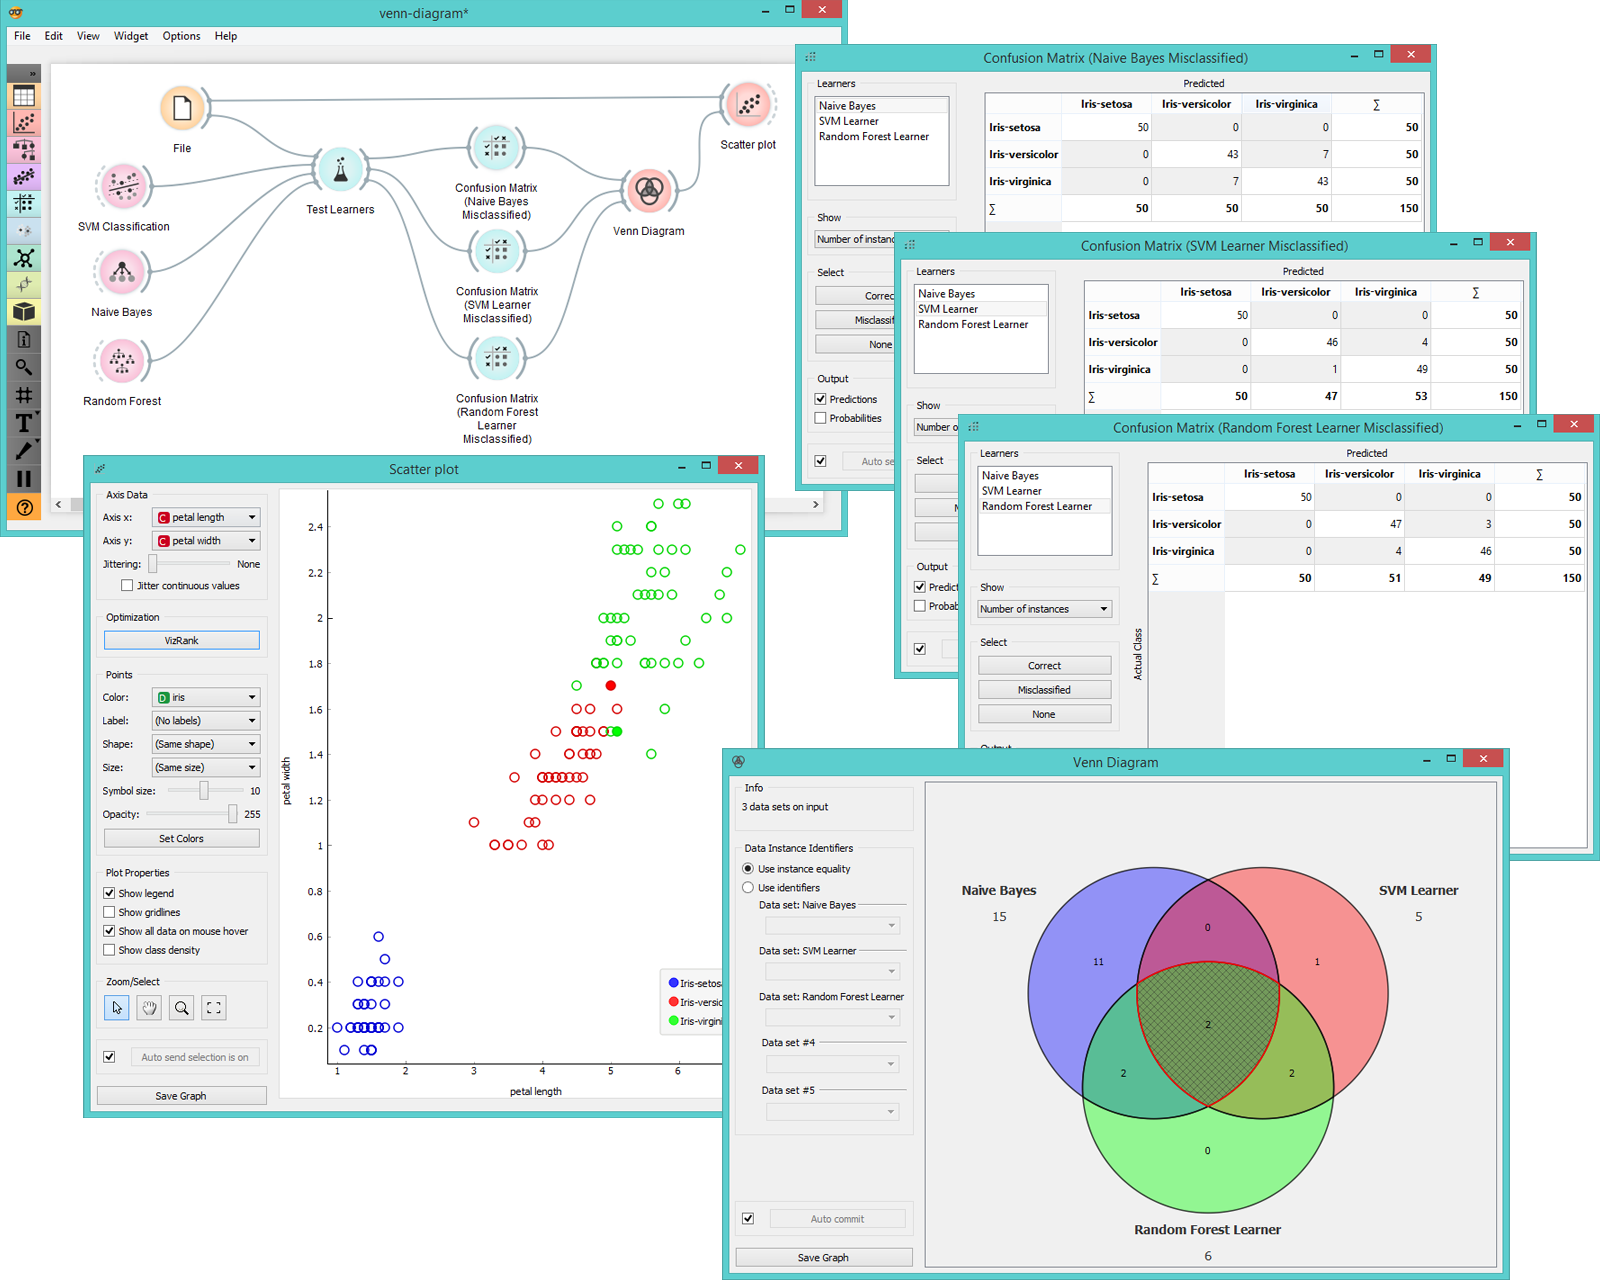 venn-diagram*
File Edit View Widget Options Help
File
SVM Classification
Naive Bayes
Random Forest
Test Learners
Confusion Matrix
(Naive Bayes
Misclassified)
Confusion Matrix
(SVM Learner
Misclassified)
Confusion Matrix
(Random Forest
Learner
Misclassified)
Venn Diagram
Scatter plot
Confusion Matrix (Naive Bayes Misclassified)
Learners
Naive Bayes
SVM Learner
Random Forest Learner
Show
Number of instanc
Select
Correc
Misclassif
None
Output
Predictions
Probabilities
Auto se
Predicted
Iris-setosa Iris-versicolor Iris-virginica ∑
Iris-setosa 50 0 0 50
Iris-versicolor 0 43 7 50
Iris-virginica 0 7 43 50
∑ 50 50 50 150
Confusion Matrix (SVM Learner Misclassified)
Learners
Naive Bayes
SVM Learner
Random Forest Learner
Show
Number o
Select
Output
Predict
Probab
Predicted
Iris-setosa Iris-versicolor Iris-virginica ∑
Iris-setosa 50 0 0 50
Iris-versicolor 0 46 4 50
Iris-virginica 0 1 49 50
∑ 50 47 53 150
Confusion Matrix (Random Forest Learner Misclassified)
Learners
Naive Bayes
SVM Learner
Random Forest Learner
Show
Number of instances
Select
Correct
Misclassified
None
Predicted
Actual Class
Iris-setosa Iris-versicolor Iris-virginica ∑
Iris-setosa 50 0 0 50
Iris-versicolor 0 47 3 50
Iris-virginica 0 4 46 50
∑ 50 51 49 150
Scatter plot
Axis Data
Axis x: C petal length
Axis y: C petal width
Jittering: None
Jitter continuous values
Optimization
VizRank
Points
Color: D iris
Label: (No labels)
Shape: (Same shape)
Size: (Same size)
Symbol size: 10
Opacity: 255
Set Colors
Plot Properties
Show legend
Show gridlines
Show all data on mouse hover
Show class density
Zoom/Select
Auto send selection is on
Save Graph
petal width
2.4
2.2
2
1.8
1.6
1.4
1.2
1
0.8
0.6
0.4
0.2
1 2 3 4 5 6
petal length
Iris-setos
Iris-versic
Iris-virgin
Venn Diagram
Info
3 data sets on input
Data Instance Identifiers
Use instance equality
Use identifiers
Data set: Naive Bayes
Data set: SVM Learner
Data set: Random Forest Learner
Data set #4
Data set #5
Auto commit
Save Graph
Naive Bayes
15
SVM Learner
5
0
11
1
2
2
2
0
Random Forest Learner
6